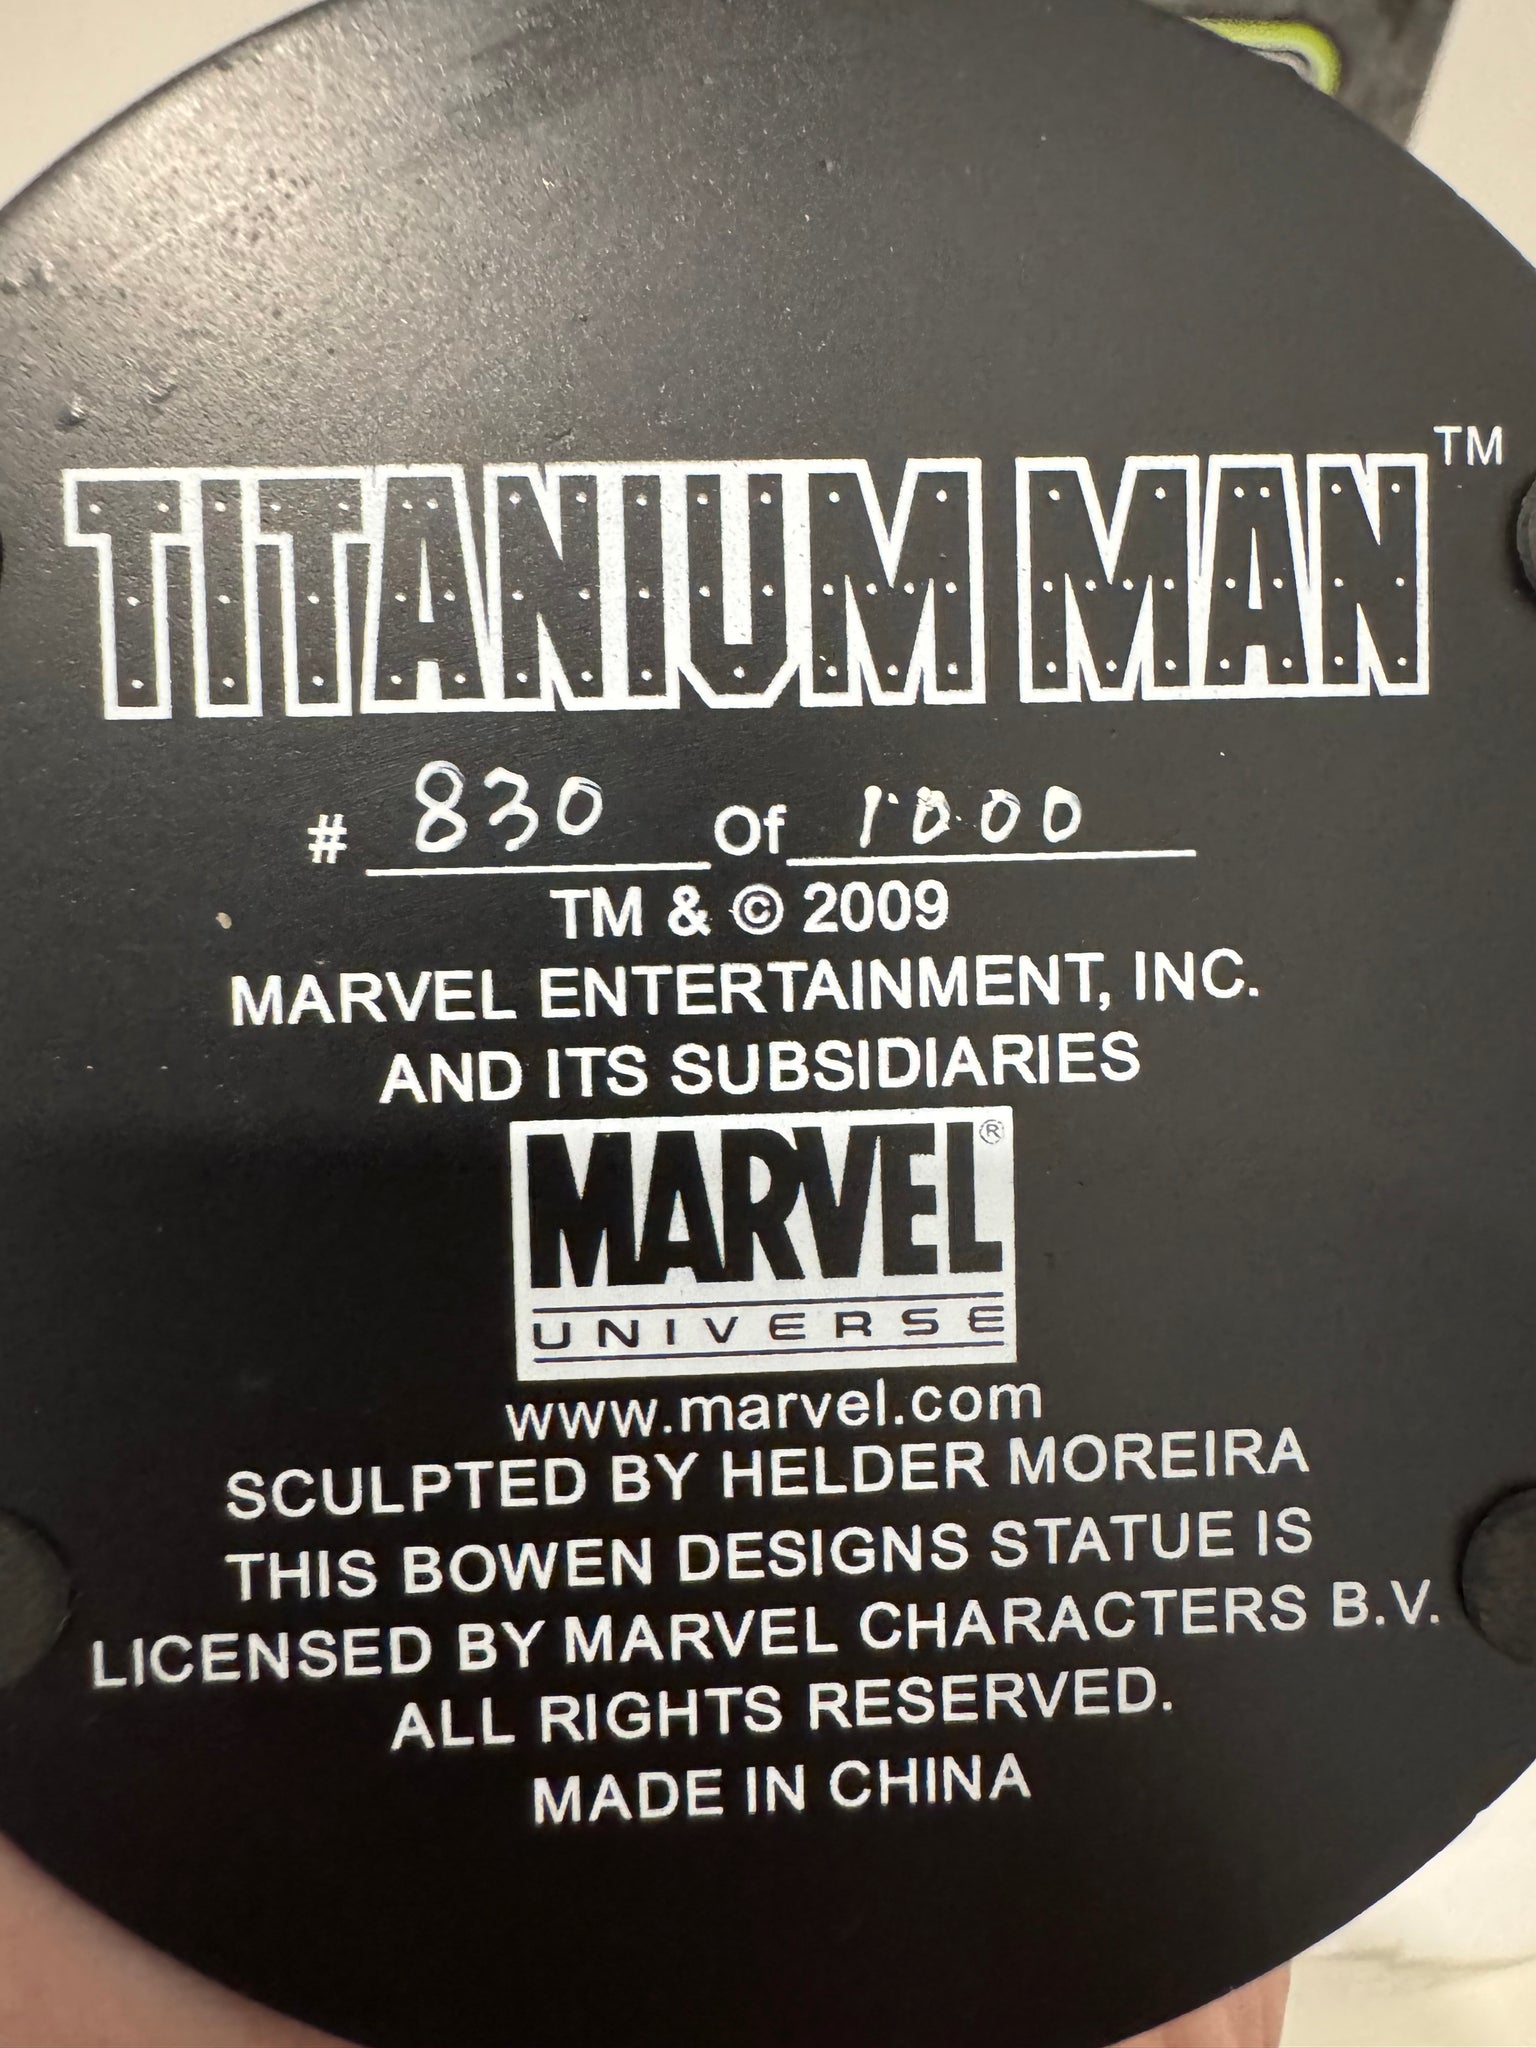 TITANIUM MAN™
# 830 Of 1000
TM & © 2009
MARVEL ENTERTAINMENT, INC.
AND ITS SUBSIDIARIES
MARVEL®
UNIVERSE
www.marvel.com
SCULPTED BY HELDER MOREIRA
THIS BOWEN DESIGNS STATUE IS
LICENSED BY MARVEL CHARACTERS B.V.
ALL RIGHTS RESERVED.
MADE IN CHINA